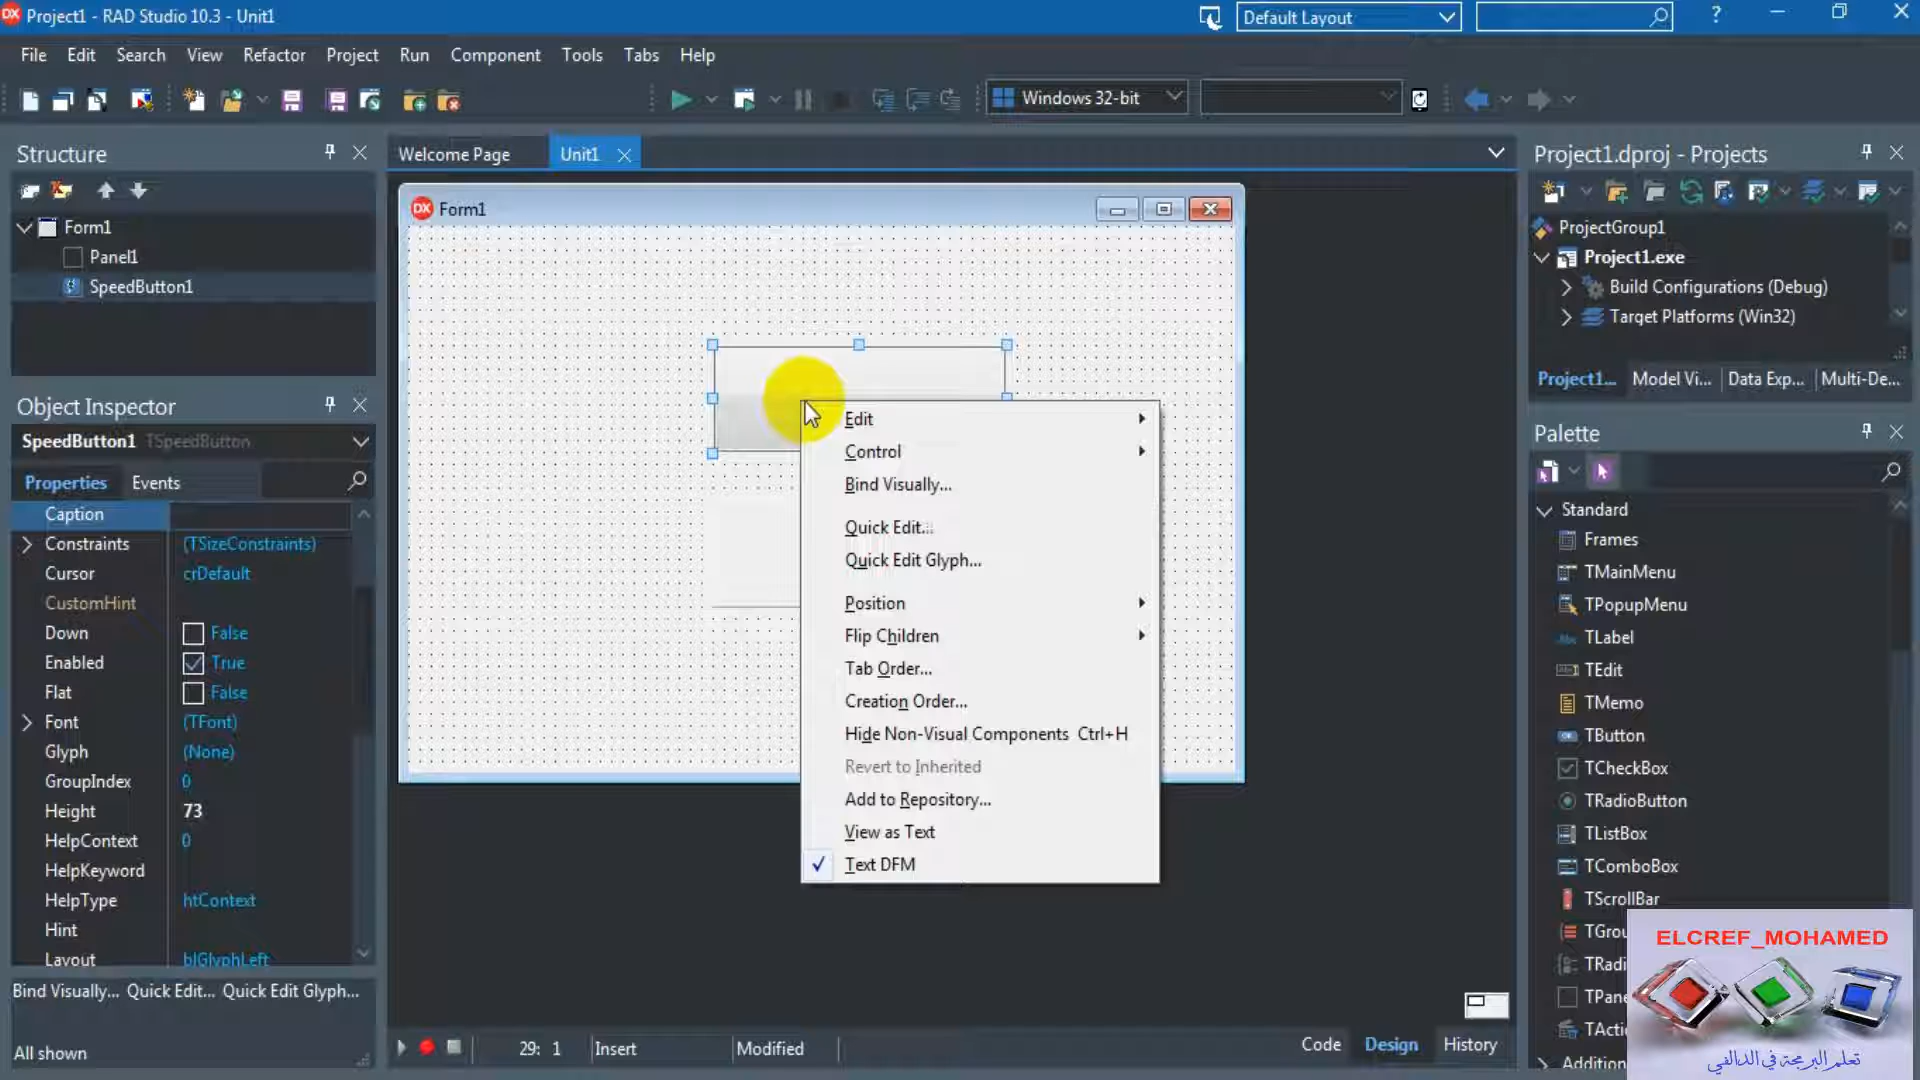 Project1 - RAD Studio 10.3 - Unit1
Default Layout
?
File Edit Search View Refactor Project Run Component Tools Tabs Help
Windows 32-bit
Structure
Form1
Panel1
SpeedButton1
Object Inspector
SpeedButton1 TSpeedButton
Properties Events
Caption
Constraints (TSizeConstraints)
Cursor crDefault
CustomHint
Down False
Enabled True
Flat False
Font (TFont)
Glyph (None)
GroupIndex 0
Height 73
HelpContext 0
HelpKeyword
HelpType htContext
Hint
Layout blGlyphLeft
Bind Visually... Quick Edit... Quick Edit Glyph...
All shown
Welcome Page Unit1
DX Form1
Edit
Control
Bind Visually...
Quick Edit...
Quick Edit Glyph...
Position
Flip Children
Tab Order...
Creation Order...
Hide Non-Visual Components Ctrl+H
Revert to Inherited
Add to Repository...
View as Text
Text DFM
29: 1 Insert Modified
Code Design History
Project1.dproj - Projects
ProjectGroup1
Project1.exe
Build Configurations (Debug)
Target Platforms (Win32)
Project1... Model Vi... Data Exp... Multi-De...
Palette
Standard
Frames
TMainMenu
TPopupMenu
TLabel
TEdit
TMemo
TButton
TCheckBox
TRadioButton
TListBox
TComboBox
TScrollBar
TGrou
TRadi
TPane
TActi
Addition
ELCREF_MOHAMED
تعلم البرمجة في الدالفي